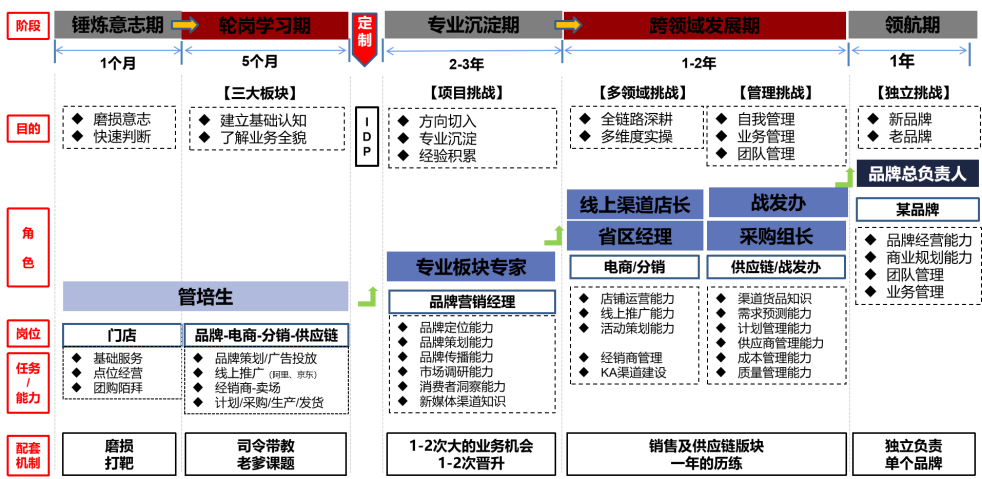 阶段
锤炼意志期
轮岗学习期
定制
专业沉淀期
跨领域发展期
领航期
1个月
5个月
2-3年
1-2年
1年
【三大板块】
【项目挑战】
【多领域挑战】
【管理挑战】
【独立挑战】
目的
◆ 磨损意志
◆ 快速判断
◆ 建立基础认知
◆ 了解业务全貌
IDP
◆ 方向切入
◆ 专业沉淀
◆ 经验积累
◆ 全链路深耕
◆ 多维度实操
◆ 自我管理
◆ 业务管理
◆ 团队管理
◆ 新品牌
◆ 老品牌
角色
管培生
专业板块专家
线上渠道店长
省区经理
战发办
采购组长
品牌总负责人
岗位
门店
品牌-电商-分销-供应链
品牌营销经理
电商/分销
供应链/战发办
某品牌
任务/能力
◆ 基础服务
◆ 点位经营
◆ 团购陌拜
◆ 品牌策划/广告投放
◆ 线上推广（阿里、京东）
◆ 经销商-卖场
◆ 计划/采购/生产/发货
◆ 品牌定位能力
◆ 品牌策划能力
◆ 品牌传播能力
◆ 市场调研能力
◆ 消费者洞察能力
◆ 新媒体渠道知识
◆ 店铺运营能力
◆ 线上推广能力
◆ 活动策划能力
◆ 经销商管理
◆ KA渠道建设
◆ 渠道货品知识
◆ 需求预测能力
◆ 计划管理能力
◆ 供应商管理能力
◆ 成本管理能力
◆ 质量管理能力
◆ 品牌经营能力
◆ 商业规划能力
◆ 团队管理
◆ 业务管理
配套机制
磨损
打靶
司令带教
老爹课题
1-2次大的业务机会
1-2次晋升
销售及供应链版块
一年的历练
独立负责
单个品牌